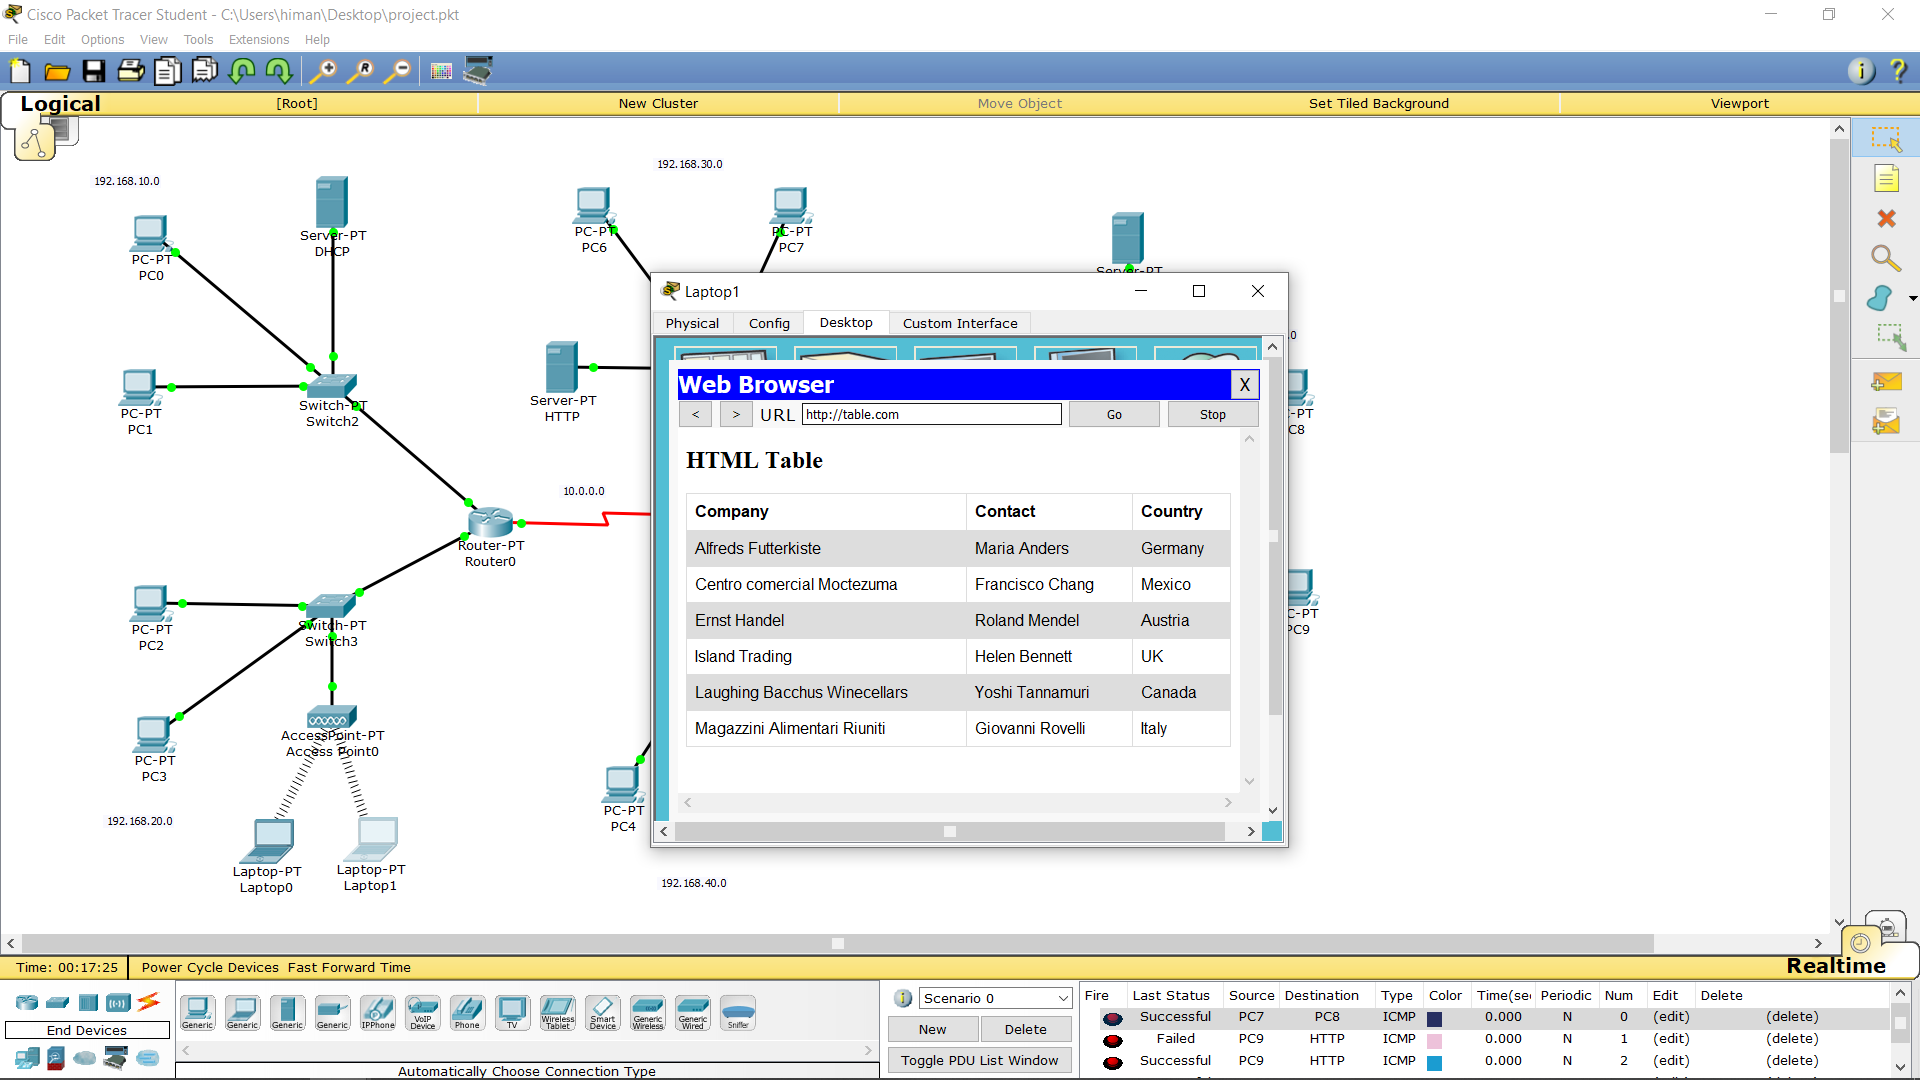 Cisco Packet Tracer Student - C:\Users\himan\Desktop\project.pkt
File Edit Options View Tools Extensions Help
Logical [Root] New Cluster Move Object Set Tiled Background Viewport
192.168.10.0
192.168.30.0
Server-PT
DHCP
PC-PT
PC0
PC-PT
PC6
PC-PT
PC7
Server-PT
PC-PT
PC1
Switch-PT
Switch2
Server-PT
HTTP
10.0.0.0
Router-PT
Router0
PC-PT
PC2
Switch-PT
Switch3
PC-PT
PC3
AccessPoint-PT
Access Point0
192.168.20.0
Laptop-PT
Laptop0
Laptop-PT
Laptop1
PC-PT
PC4
192.168.40.0
.0
C-PT
PC8
C-PT
PC9
Laptop1
Physical Config Desktop Custom Interface
Web Browser X
< > URL http://table.com Go Stop
HTML Table
Company Contact Country
Alfreds Futterkiste Maria Anders Germany
Centro comercial Moctezuma Francisco Chang Mexico
Ernst Handel Roland Mendel Austria
Island Trading Helen Bennett UK
Laughing Bacchus Winecellars Yoshi Tannamuri Canada
Magazzini Alimentari Riuniti Giovanni Rovelli Italy
Time: 00:17:25 Power Cycle Devices Fast Forward Time Realtime
End Devices
Generic Generic Generic Generic IPPhone VoIP Device Phone TV Wireless Tablet Smart Device Generic Wireless Generic Wired Sniffer
Automatically Choose Connection Type
Scenario 0
New Delete
Toggle PDU List Window
Fire Last Status Source Destination Type Color Time(sec Periodic Num Edit Delete
Successful PC7 PC8 ICMP 0.000 N 0 (edit) (delete)
Failed PC9 HTTP ICMP 0.000 N 1 (edit) (delete)
Successful PC9 HTTP ICMP 0.000 N 2 (edit) (delete)